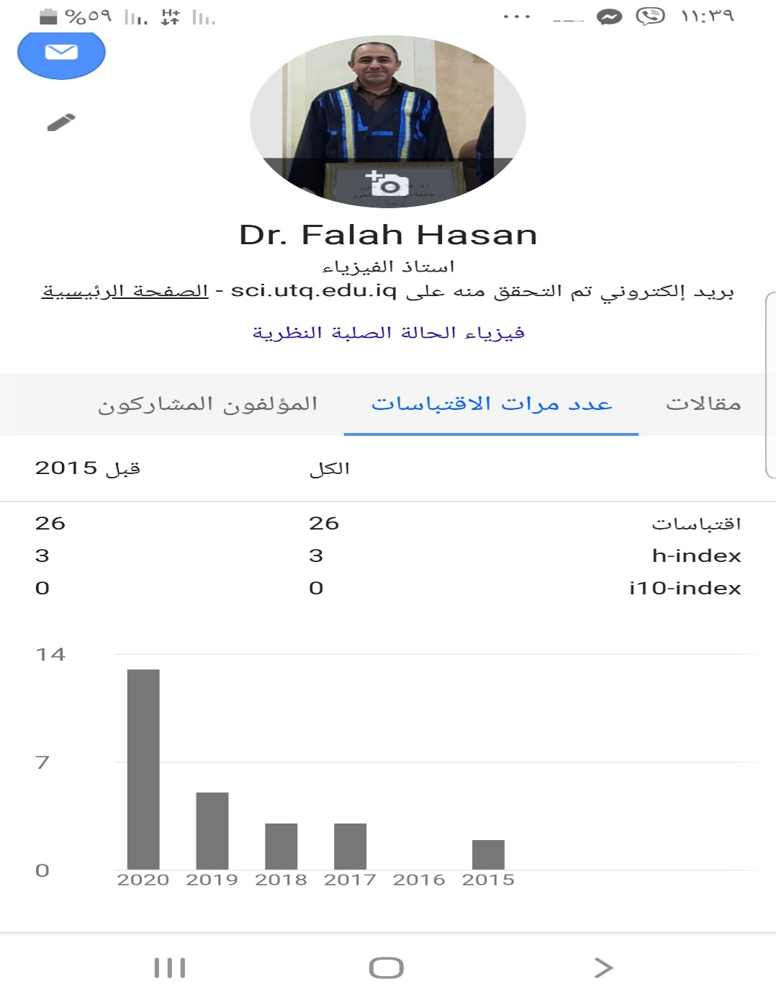 %٥٩ H+ ١١:٣٩
Dr. Falah Hasan
استاذ الفيزياء
بريد إلكتروني تم التحقق منه على sci.utq.edu.iq - الصفحة الرئيسية
فيزياء الحالة الصلبة النظرية
مقالات عدد مرات الاقتباسات المؤلفون المشاركون
الكل قبل 2015
اقتباسات 26 26
h-index 3 3
i10-index 0 0
14
7
0
2020 2019 2018 2017 2016 2015